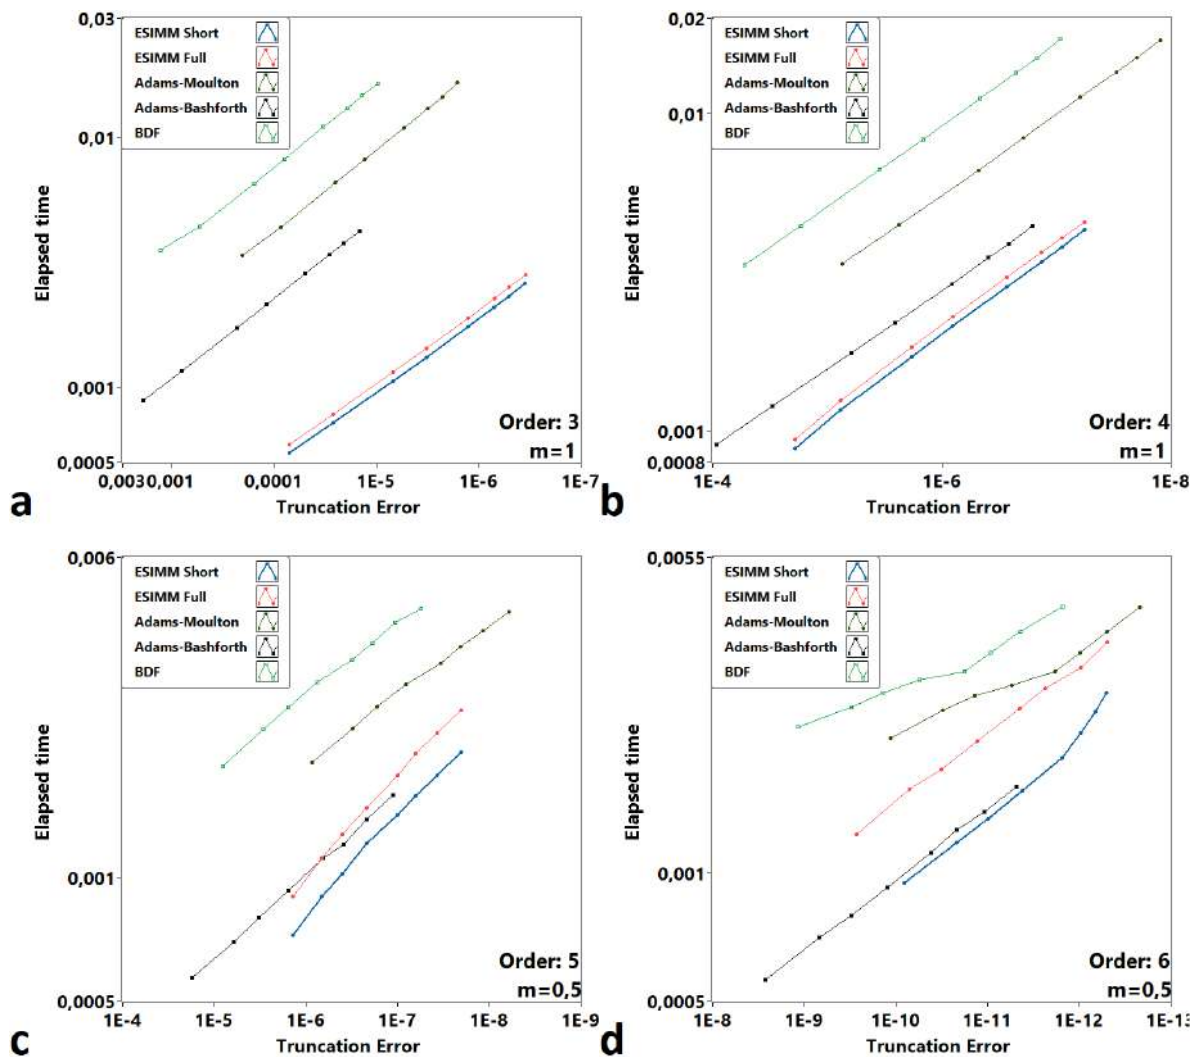 0,03
ESIMM Short
ESIMM Full
Adams-Moulton
Adams-Bashforth
BDF
0,01
Elapsed time
0,001
0,0005
Order: 3
m=1
0,003
0,001
0,0001
1E-5
1E-6
1E-7
Truncation Error
a
0,02
ESIMM Short
ESIMM Full
Adams-Moulton
Adams-Bashforth
BDF
0,01
Elapsed time
0,001
0,0008
Order: 4
m=1
1E-4
1E-6
1E-8
Truncation Error
b
0,006
ESIMM Short
ESIMM Full
Adams-Moulton
Adams-Bashforth
BDF
Elapsed time
0,001
0,0005
Order: 5
m=0,5
1E-4
1E-5
1E-6
1E-7
1E-8
1E-9
Truncation Error
c
0,0055
ESIMM Short
ESIMM Full
Adams-Moulton
Adams-Bashforth
BDF
Elapsed time
0,001
0,0005
Order: 6
m=0,5
1E-8
1E-9
1E-10
1E-11
1E-12
1E-13
Truncation Error
d